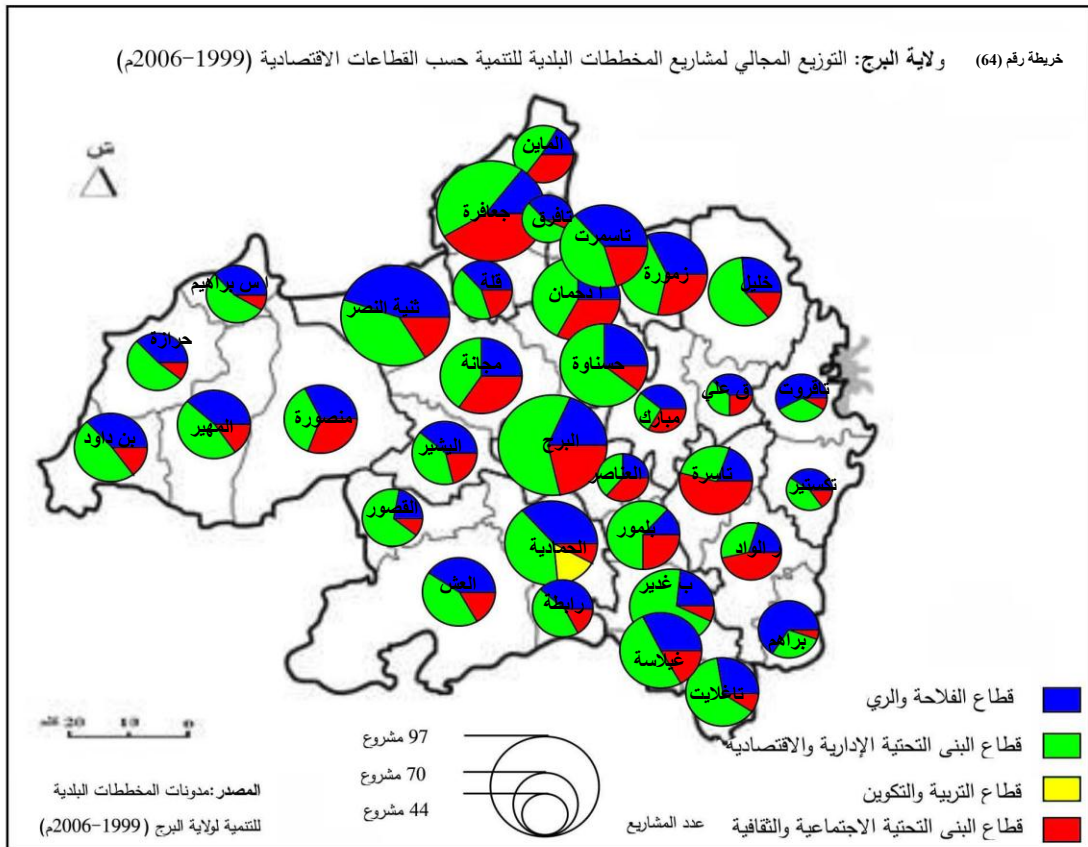 خريطة رقم (64) ولاية البرج: التوزيع المجالي لمشاريع المخططات البلدية للتنمية حسب القطاعات الاقتصادية (1999-2006م)
ش
الماين
جعافرة
تافرق
تاسمرت
زمورة
خليل
قلة
ا دحمان
ا س براهيم
ثنية النصر
حرازة
مجانة
حسناوة
ق علي
تافروت
مبارك
منصورة
المهير
بن داود
البشير
البرج
العناصر
تاسرة
تكستير
القصور
الحمادية
بلمور
ر الواد
العش
رابطة
ب غدير
براهم
غيلاسة
تاغلايت
20 10 0
97 مشروع
70 مشروع
44 مشروع
عدد المشاريع
قطاع الفلاحة والري
قطاع البنى التحتية الإدارية والاقتصادية
قطاع التربية والتكوين
قطاع البنى التحتية الاجتماعية والثقافية
المصدر:مدونات المخططات البلدية
للتنمية لولاية البرج (1999-2006م)